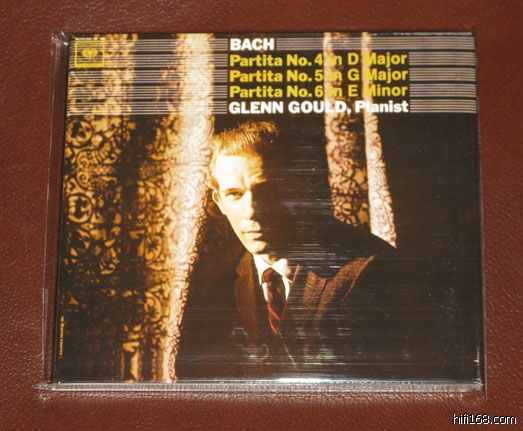 BACH
Partita No. 4 in D Major
Partita No. 5 in G Major
Partita No. 6 in E Minor
GLENN GOULD, Pianist
hifi168.com